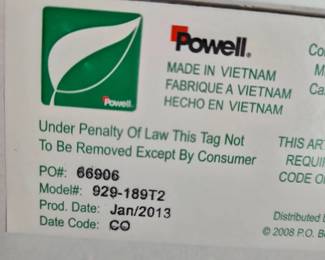 Powell.
Powell.
MADE IN VIETNAM
FABRIQUE A VIETNAM
HECHO EN VIETNAM
Under Penalty Of Law This Tag Not
To Be Removed Except By Consumer
PO#: 66906
Model#: 929-189T2
Prod. Date: Jan/2013
Date Code: CO
Co
M
Ca
THIS AR
REQUI
CODE O
Distributed
© 2008 P.O. B